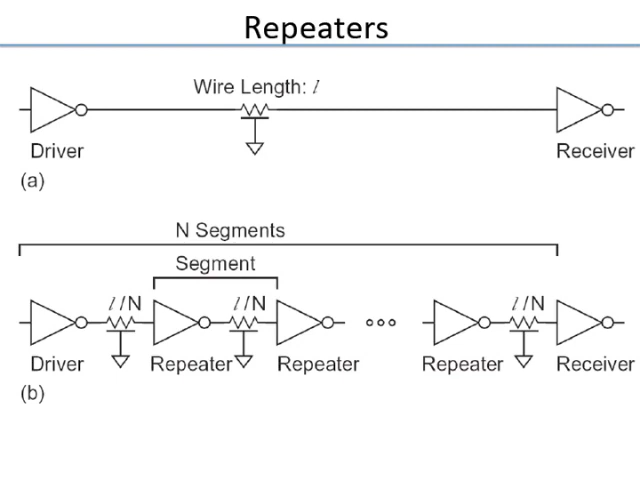 Repeaters
Wire Length: l
Driver
Receiver
(a)
N Segments
Segment
l/N
l/N
l/N
Driver
Repeater
Repeater
Repeater
Receiver
(b)